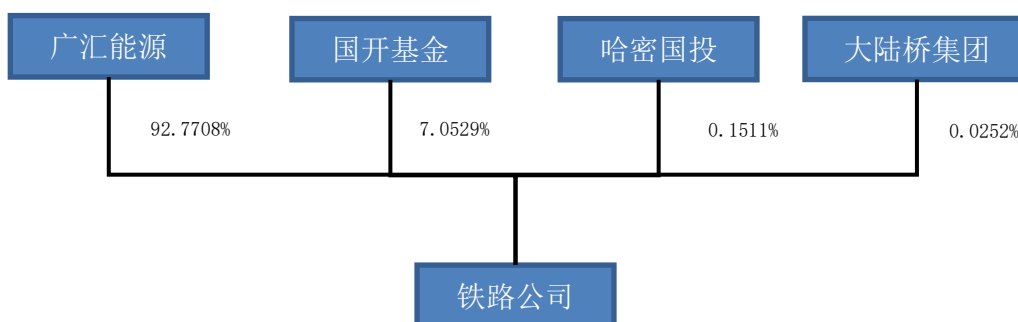 广汇能源
国开基金
哈密国投
大陆桥集团
92.7708%
7.0529%
0.1511%
0.0252%
铁路公司